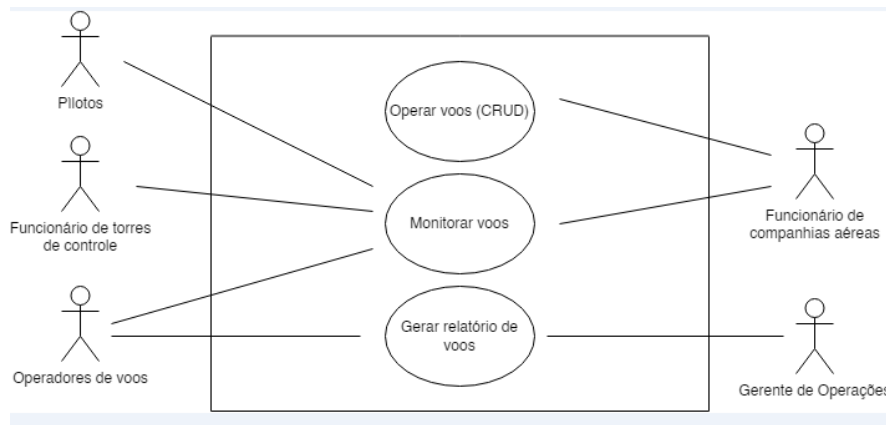 Pilotos
Operar voos (CRUD)
Funcionário de torres
de controle
Monitorar voos
Funcionário de
companhias aéreas
Operadores de voos
Gerar relatório de
voos
Gerente de Operações